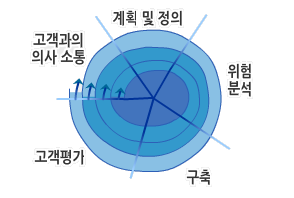 계획 및 정의
고객과의
의사 소통
위험
분석
고객평가
구축